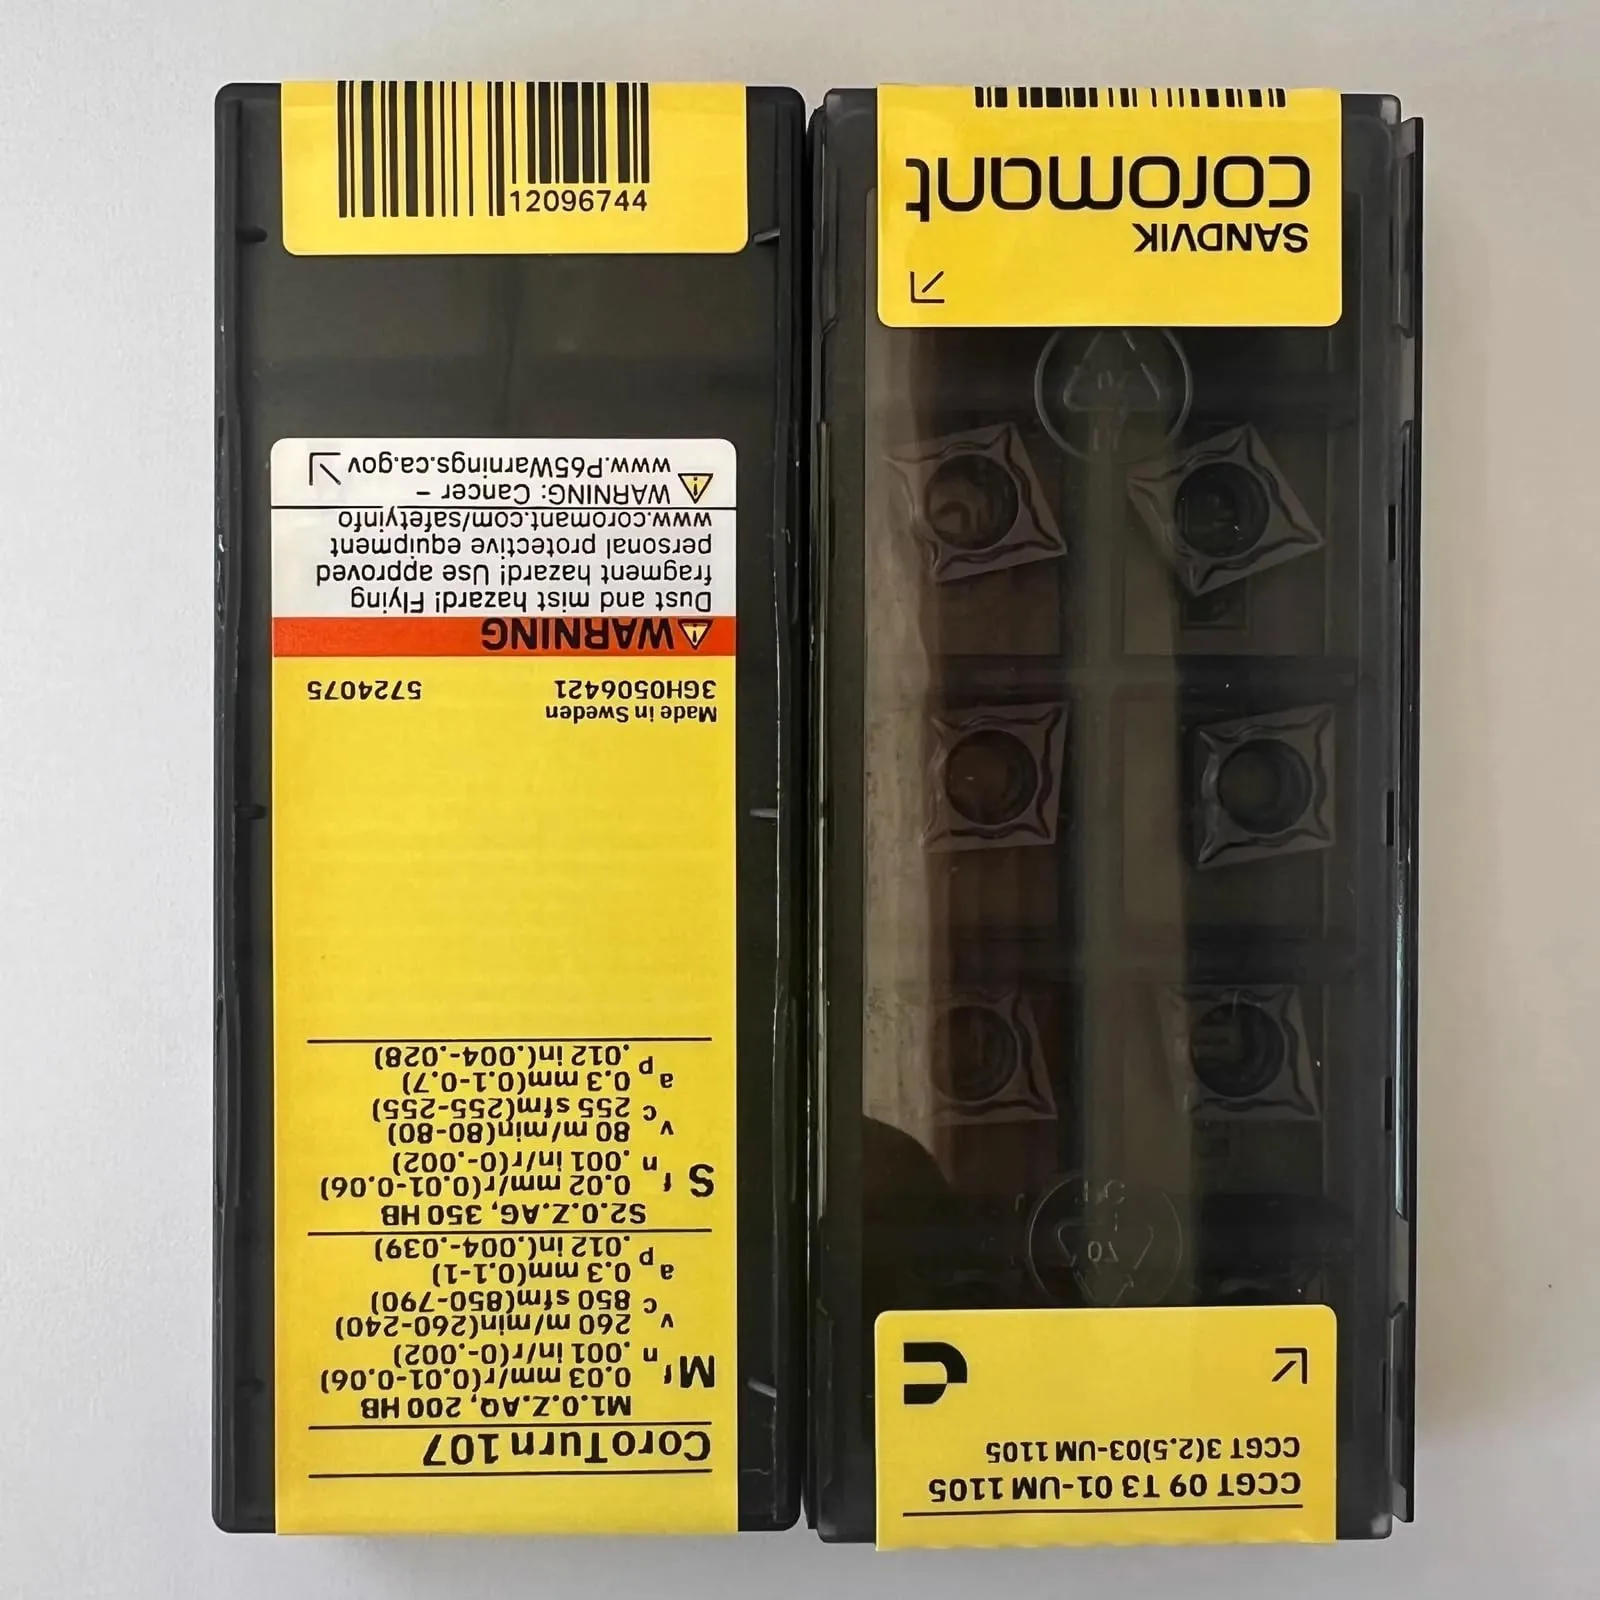 12096744
CoroTurn 107
M1.0.Z.AQ, 200 HB
M f n 0.03 mm/r(0.01-0.06)
.001 in/r(0-.002)
v c 260 m/min(260-240)
850 sfm(850-790)
a p 0.3 mm(0.1-1)
.012 in(.004-.039)
S2.0.Z.AG, 350 HB
S f n 0.02 mm/r(0.01-0.06)
.001 in/r(0-.002)
v c 80 m/min(80-80)
255 sfm(255-255)
a p 0.3 mm(0.1-0.7)
.012 in(.004-.028)
Made in Sweden
3GH0506421 5724075
WARNING
Dust and mist hazard! Flying
fragment hazard! Use approved
personal protective equipment
www.coromant.com/safetyinfo
WARNING: Cancer -
www.P65Warnings.ca.gov
CCGT 09 T3 01-UM 1105
CCGT 3(2.5)03-UM 1105
07
SANDVIK
coromant